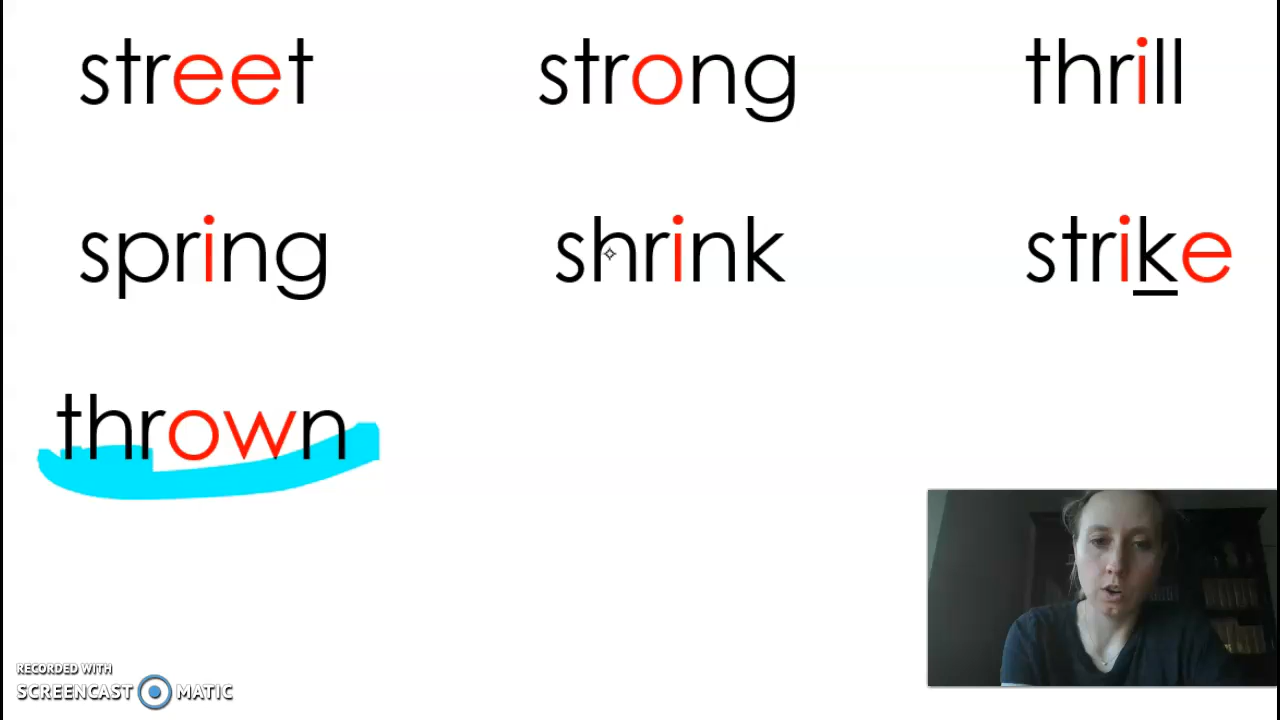 street strong thrill
spring shrink strike
thrown
RECORDED WITH
SCREENCAST MATIC